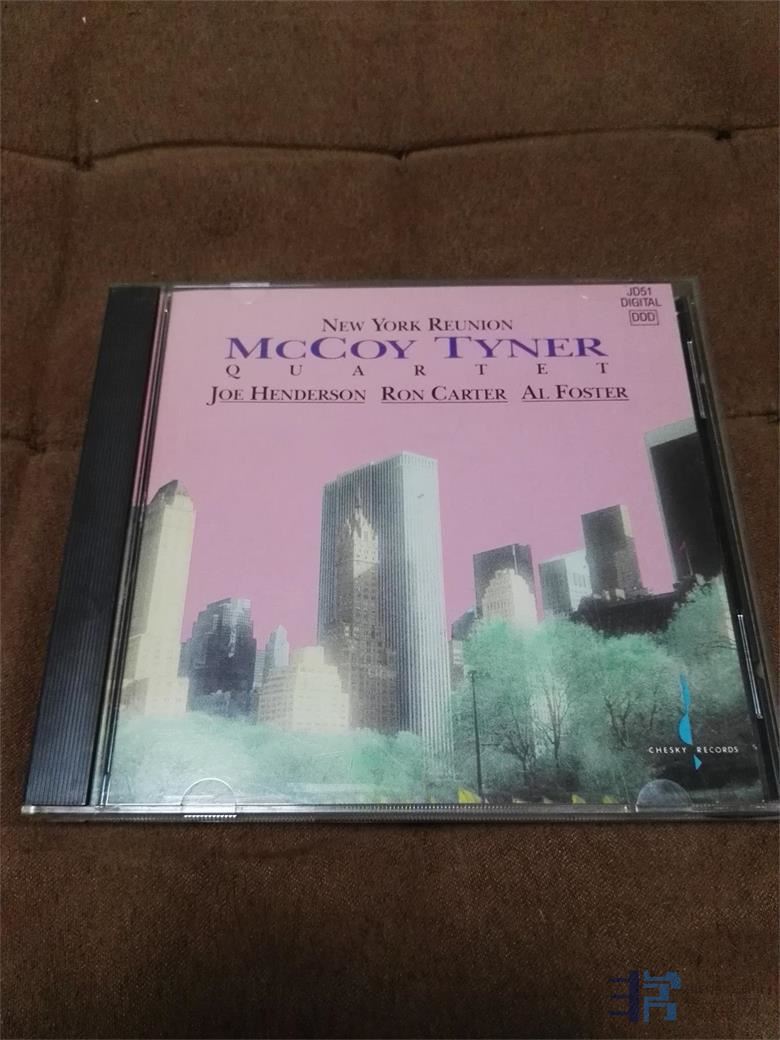 JD51
DIGITAL
DDD
NEW YORK REUNION
MCCOY TYNER
QUARTET
JOE HENDERSON RON CARTER AL FOSTER
CHESKY RECORDS